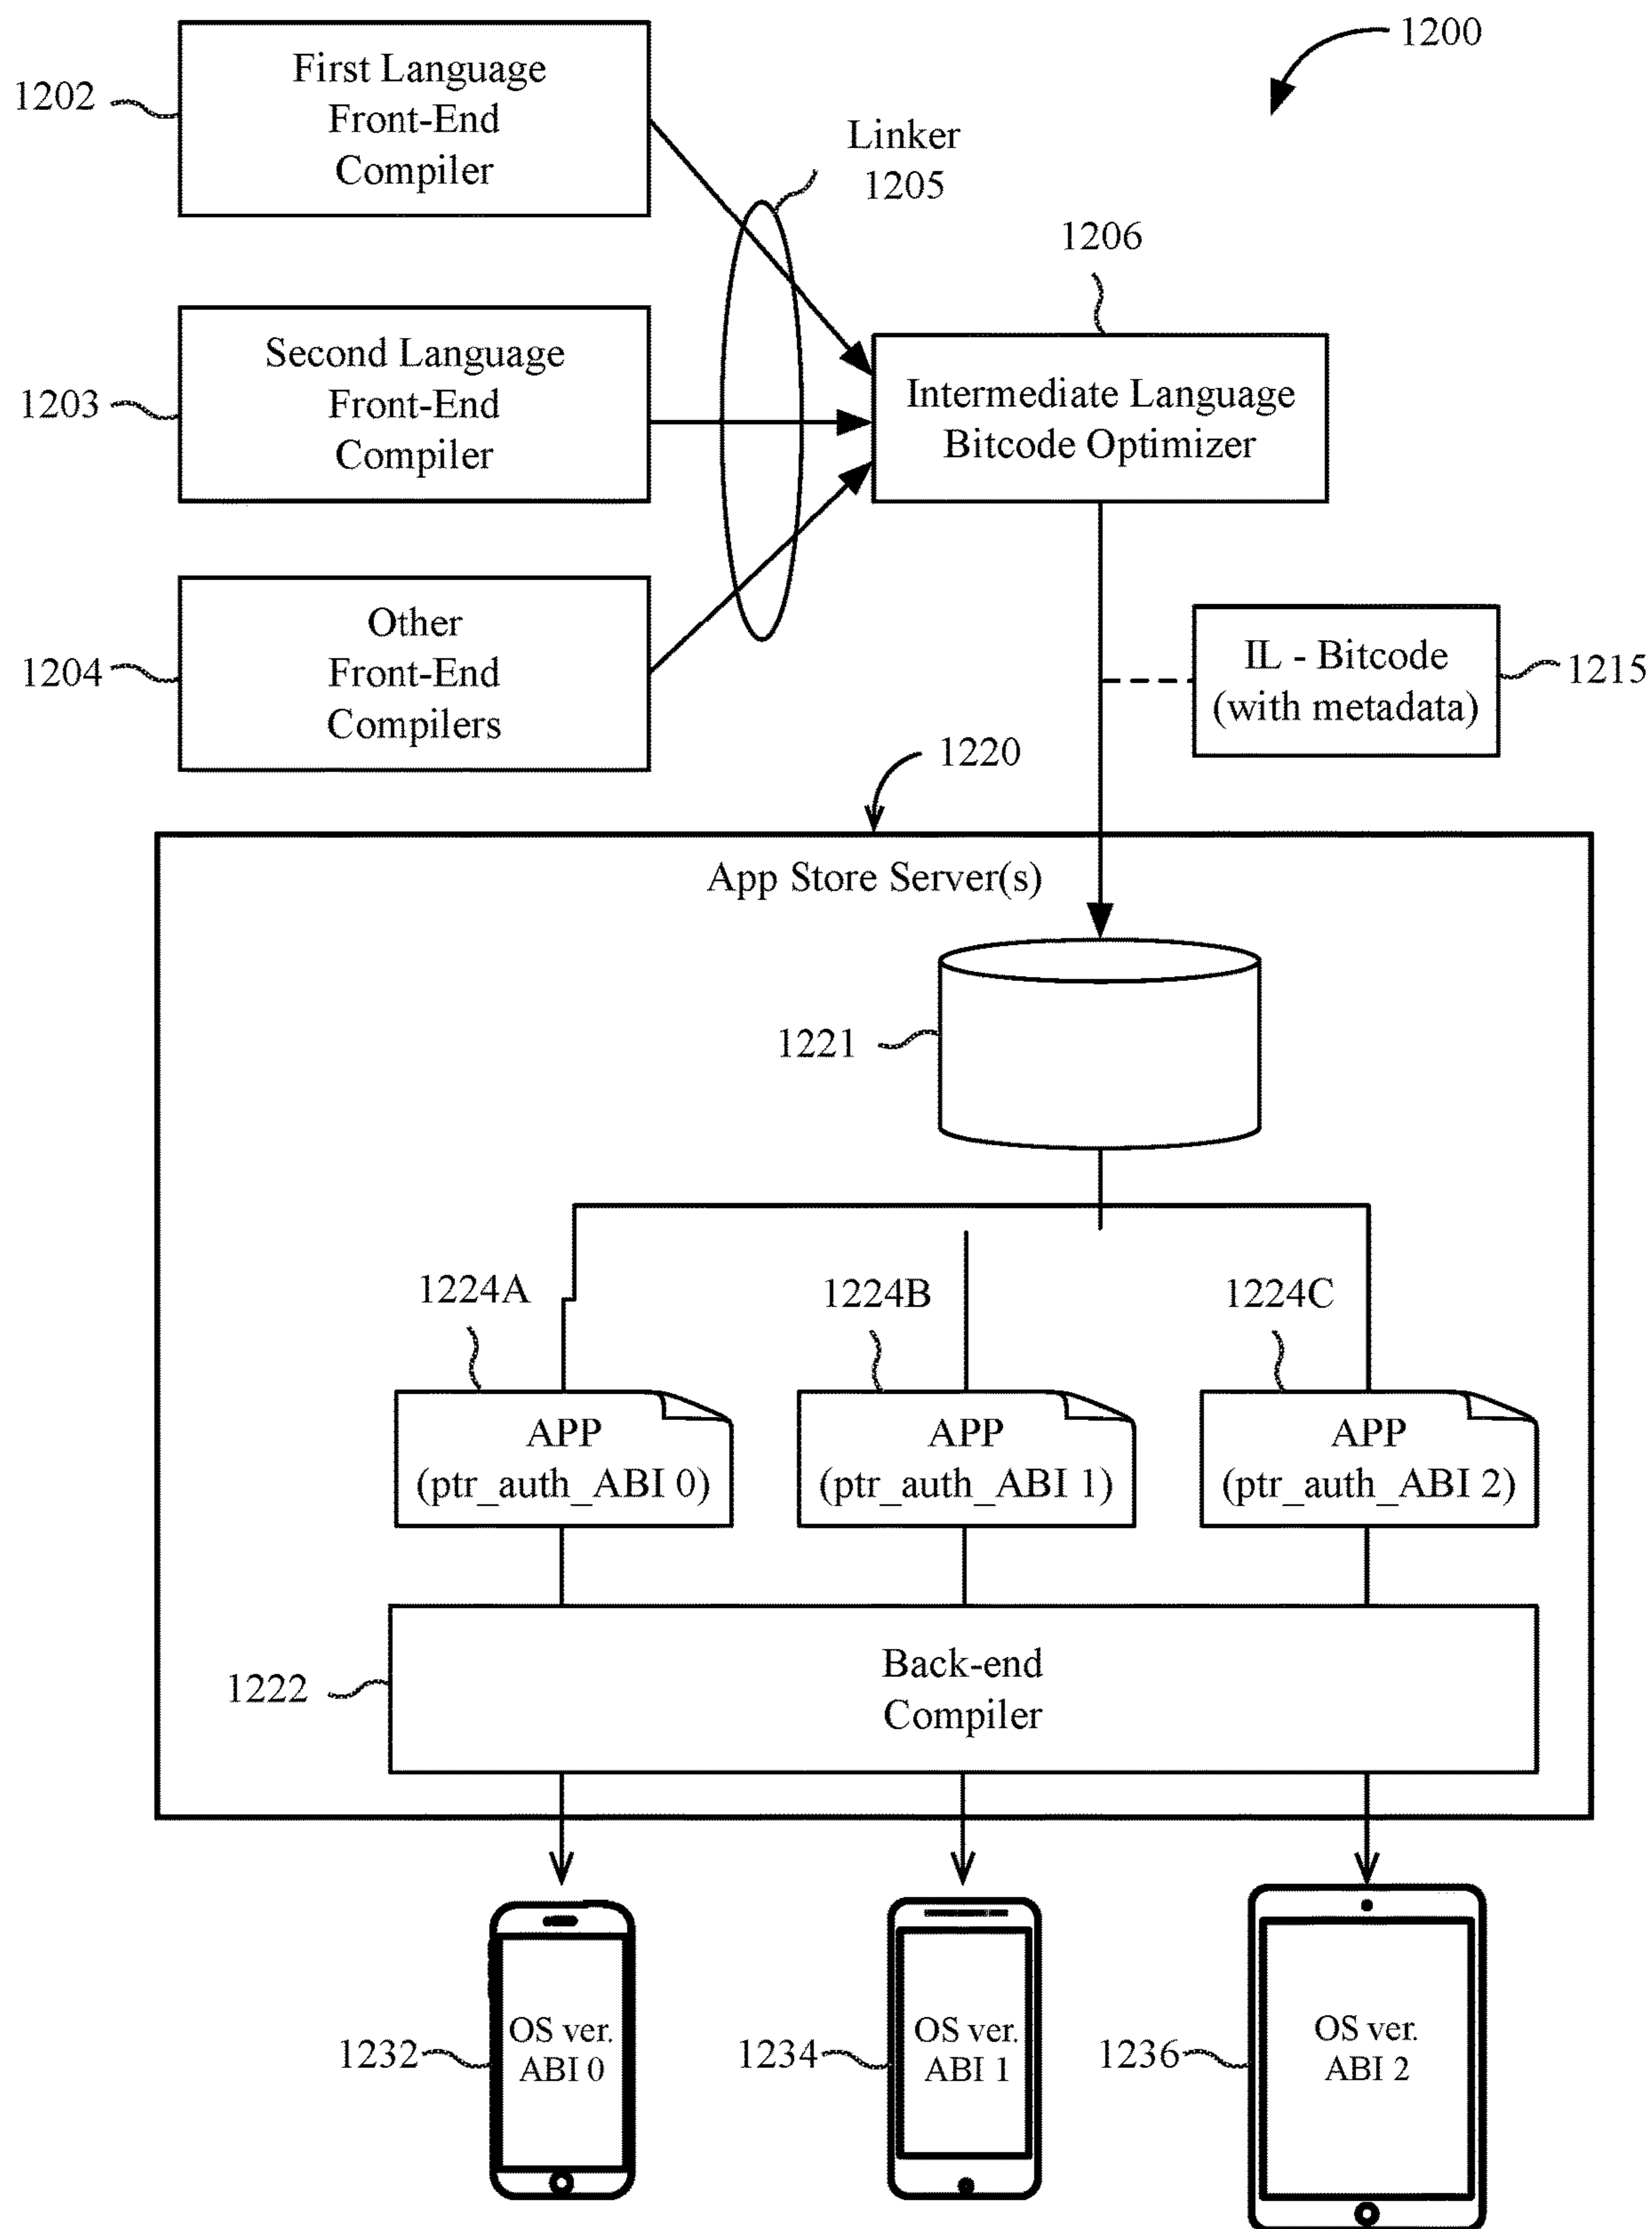 1200
First Language
Front-End
Compiler
1202
Linker
1205
1206
Second Language
Front-End
Compiler
1203
Intermediate Language
Bitcode Optimizer
Other
Front-End
Compilers
1204
IL - Bitcode
(with metadata)
1215
1220
App Store Server(s)
1221
1224A
1224B
1224C
APP
(ptr_auth_ABI 0)
APP
(ptr_auth_ABI 1)
APP
(ptr_auth_ABI 2)
1222
Back-end
Compiler
1232
OS ver.
ABI 0
1234
OS ver.
ABI 1
1236
OS ver.
ABI 2